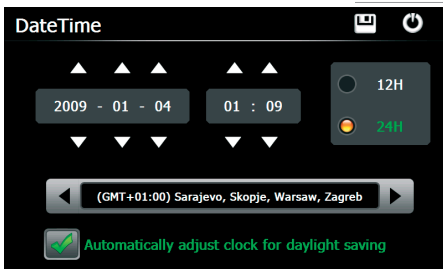 DateTime
2009 - 01 - 04 01 : 09
12H
24H
(GMT+01:00) Sarajevo, Skopje, Warsaw, Zagreb
Automatically adjust clock for daylight saving